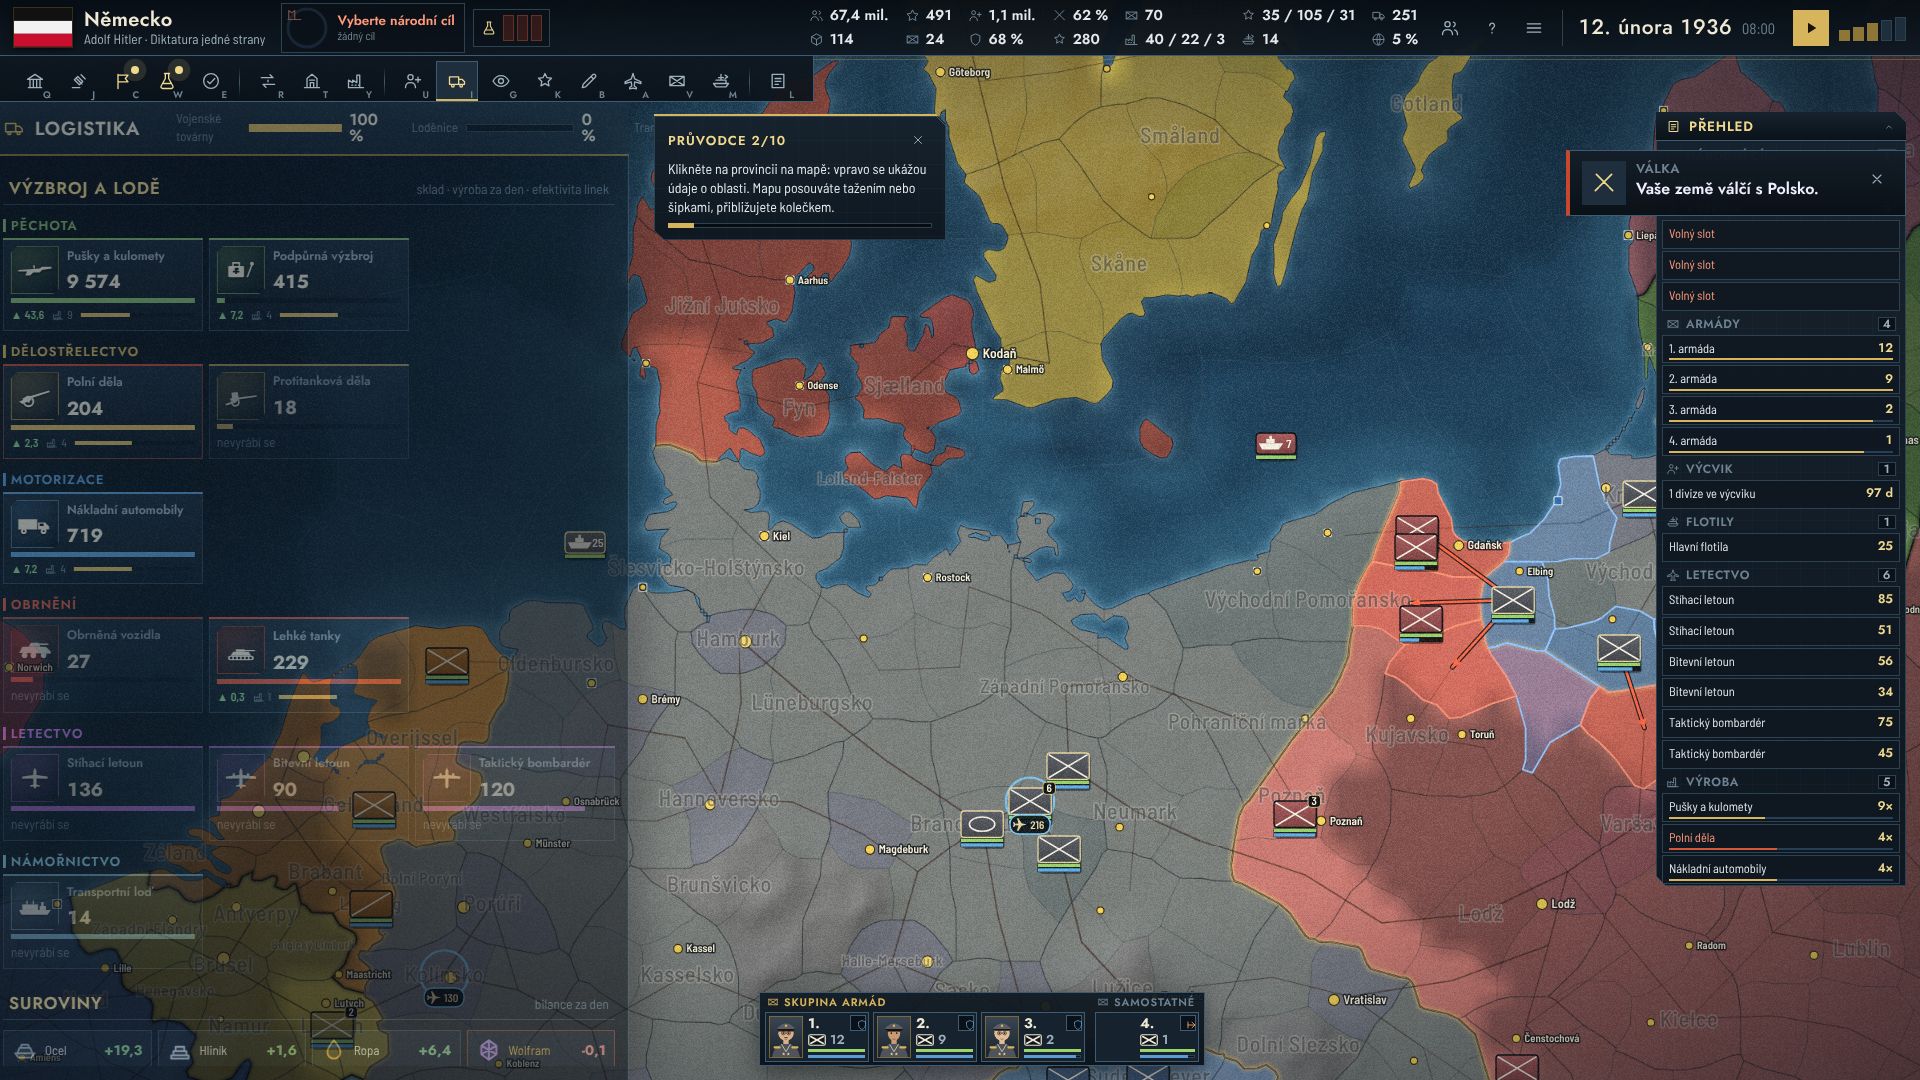 Německo
Adolf Hitler · Diktatura jedné strany
Vyberte národní cíl
žádný cíl
67,4 mil.
491
1,1 mil.
62 %
70
35 / 105 / 31
251
114
24
68 %
280
40 / 22 / 3
14
5 %
?
12. února 1936
08:00
Q
J
C
W
E
R
T
Y
U
I
G
K
B
A
V
M
L
LOGISTIKA
Vojenské továrny
100 %
Loděnice
0 %
VÝZBROJ A LODĚ
sklad · výroba za den · efektivita linek
PĚCHOTA
Pušky a kulomety
9 574
43,6
9
Podpůrná výzbroj
415
7,2
4
DĚLOSTŘELECTVO
Polní děla
204
2,3
4
Protitanková děla
18
nevyrábí se
MOTORIZACE
Nákladní automobily
719
7,2
4
OBRNĚNÍ
Obrněná vozidla
27
nevyrábí se
Lehké tanky
229
0,3
1
LETECTVO
Stíhací letoun
136
nevyrábí se
Bitevní letoun
90
nevyrábí se
Taktický bombardér
120
nevyrábí se
NÁMOŘNICTVO
Transportní loď
14
nevyrábí se
SUROVINY
bilance za den
Ocel
+19,3
Hliník
+1,6
Ropa
+6,4
Wolfram
-0,1
PRŮVODCE 2/10
Klikněte na provincii na mapě: vpravo se ukážou
údaje o oblasti. Mapu posouváte tažením nebo
šipkami, přibližujete kolečkem.
PŘEHLED
VÁLKA
Vaše země válčí s Polsko.
Volný slot
Volný slot
Volný slot
ARMÁDY
4
1. armáda
12
2. armáda
9
3. armáda
2
4. armáda
1
VÝCVIK
1
1 divize ve výcviku
97 d
FLOTILY
1
Hlavní flotila
25
LETECTVO
6
Stíhací letoun
85
Stíhací letoun
51
Bitevní letoun
56
Bitevní letoun
34
Taktický bombardér
75
Taktický bombardér
45
VÝROBA
5
Pušky a kulomety
9×
Polní děla
4×
Nákladní automobily
4×
SKUPINA ARMÁD
SAMOSTATNÉ
1.
12
2.
9
3.
2
4.
1
Göteborg
Gotland
Småland
Skåne
Jižní Jutsko
Aarhus
Kodaň
Malmö
Odense
Fyn
Sjælland
Lolland-Falster
7
25
Kiel
Šlesvicko-Holštýnsko
Rostock
Gdaňsk
Elbing
Východní Pomořansko
Hamburk
Oldenbursko
Norwich
Brémy
Lüneburgsko
Západní Pomořansko
Pohraniční marka
Kujavsko
Toruň
Overijssel
Hannoversko
Osnabrück
Westfálsko
Münster
Neumark
6
216
Poznaň
3
Poznaň
Magdeburk
Brunšvicko
Zéland
Brabant
Dolní Porýní
Porúří
Antverpy
Západní Flandry
Brusel
Lille
Maastricht
Kolínsko
130
Lutych
2
Namur
Koblenz
Amiens
Kassel
Kasselsko
Halle-Merseburk
Lužice
Vratislav
Dolní Slezsko
Lodž
Lodž
Radom
Lublin
Kielce
Čenstochová